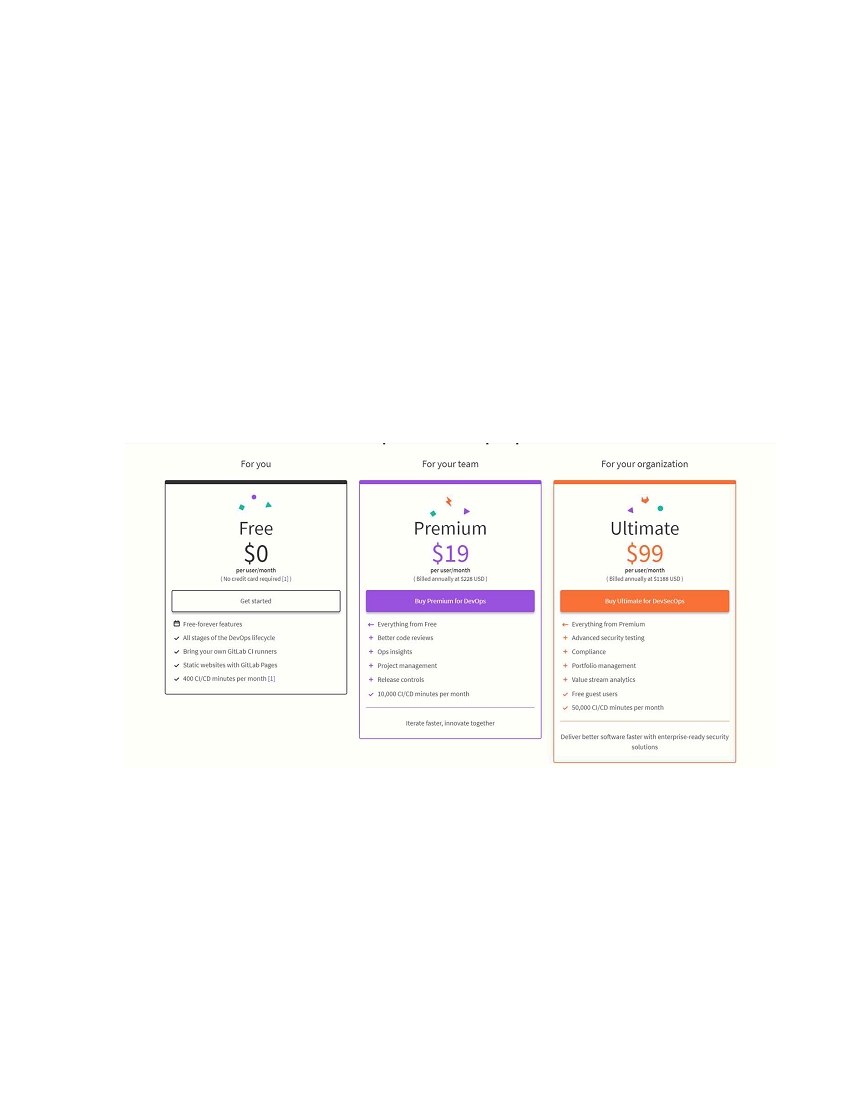 For you
Free
$0
per user/month
( No credit card required [1] )
Get started
Free-forever features
All stages of the DevOps lifecycle
Bring your own GitLab CI runners
Static websites with GitLab Pages
400 CI/CD minutes per month [1]
For your team
Premium
$19
per user/month
( Billed annually at $228 USD )
Buy Premium for DevOps
Everything from Free
Better code reviews
Ops insights
Project management
Release controls
10,000 CI/CD minutes per month
Iterate faster, innovate together
For your organization
Ultimate
$99
per user/month
( Billed annually at $1188 USD )
Buy Ultimate for DevSecOps
Everything from Premium
Advanced security testing
Compliance
Portfolio management
Value stream analytics
Free guest users
50,000 CI/CD minutes per month
Deliver better software faster with enterprise-ready security
solutions